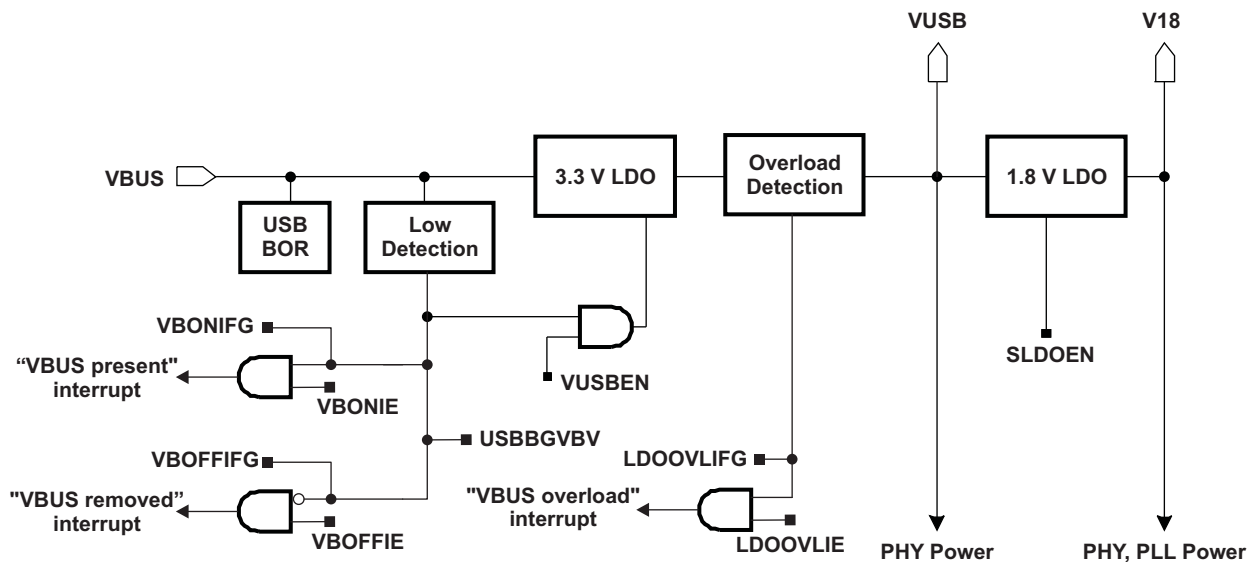 VUSB
V18
VBUS
3.3 V LDO
Overload
Detection
1.8 V LDO
USB
BOR
Low
Detection
VBONIFG
“VBUS present"
interrupt
VBONIE
VUSBEN
SLDOEN
USBBGVBV
VBOFFIFG
"VBUS removed”
interrupt
VBOFFIE
LDOOVLIFG
"VBUS overload"
interrupt
LDOOVLIE
PHY Power
PHY, PLL Power